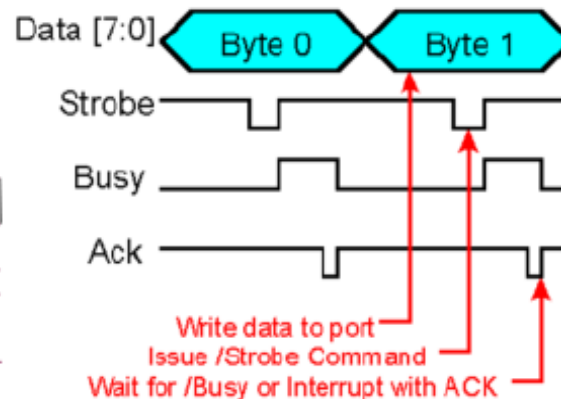 Data [7:0]
Byte 0
Byte 1
Strobe
Busy
Ack
Write data to port
Issue /Strobe Command
Wait for /Busy or Interrupt with ACK